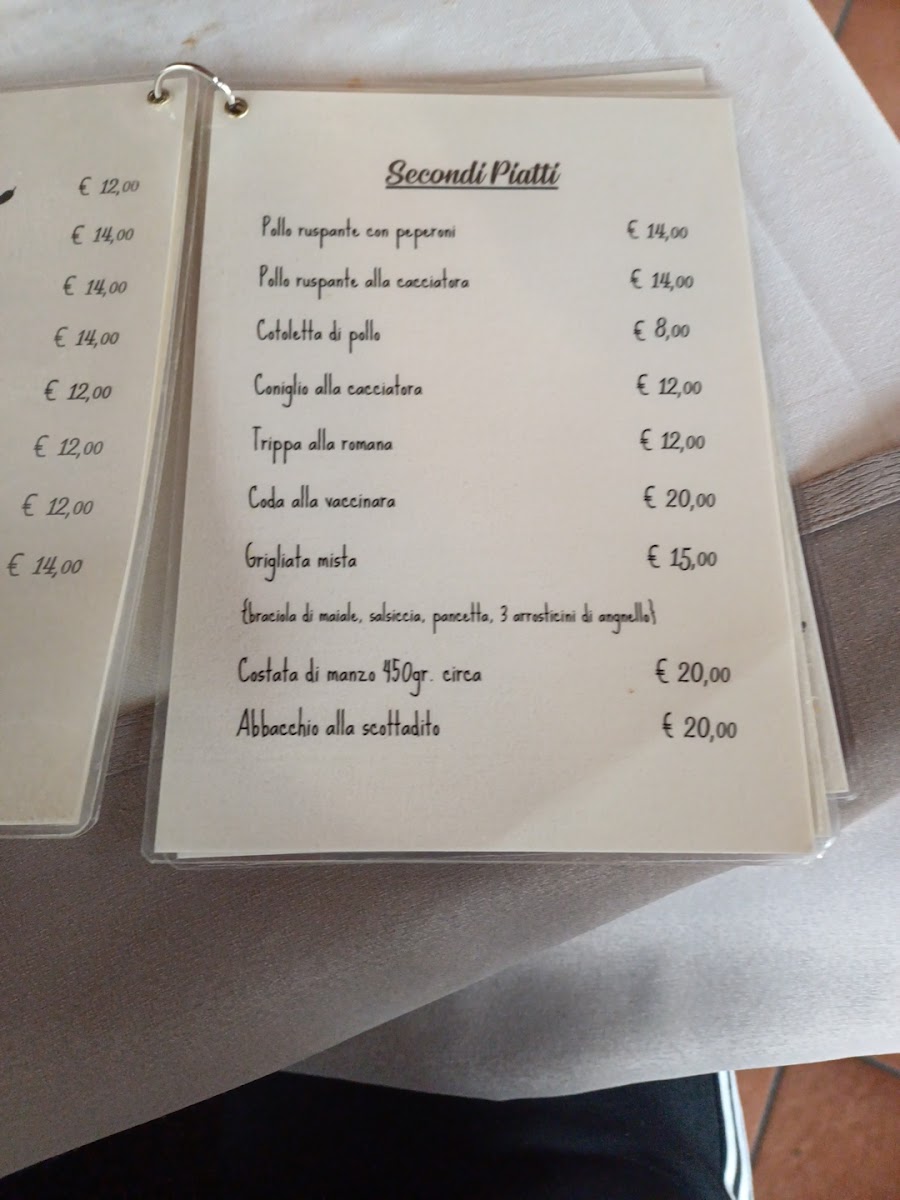 € 12,00
€ 14,00
€ 14,00
€ 14,00
€ 12,00
€ 12,00
€ 12,00
€ 14,00
Secondi Piatti
Pollo ruspante con peperoni € 14,00
Pollo ruspante alla cacciatora € 14,00
Cotoletta di pollo € 8,00
Coniglio alla cacciatora € 12,00
Trippa alla romana € 12,00
Coda alla vaccinara € 20,00
Grigliata mista € 15,00
{braciola di maiale, salsiccia, pancetta, 3 arrosticini di angnello}
Costata di manzo 450gr. circa € 20,00
Abbacchio alla scottadito € 20,00